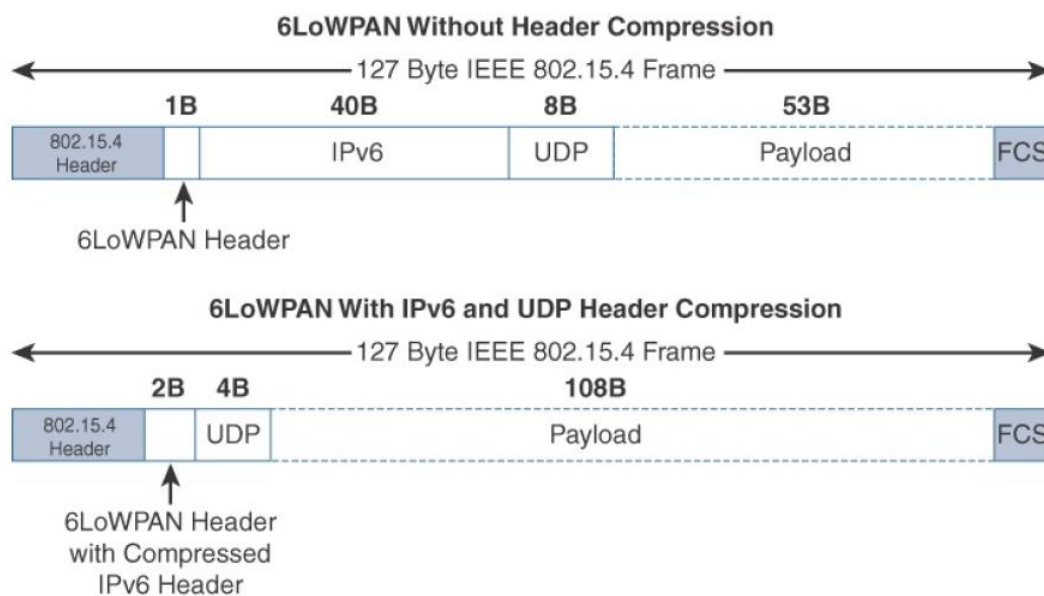 6LoWPAN Without Header Compression
127 Byte IEEE 802.15.4 Frame
1B 40B 8B 53B
802.15.4 Header IPv6 UDP Payload FCS
6LoWPAN Header
6LoWPAN With IPv6 and UDP Header Compression
127 Byte IEEE 802.15.4 Frame
2B 4B 108B
802.15.4 Header UDP Payload FCS
6LoWPAN Header
with Compressed
IPv6 Header